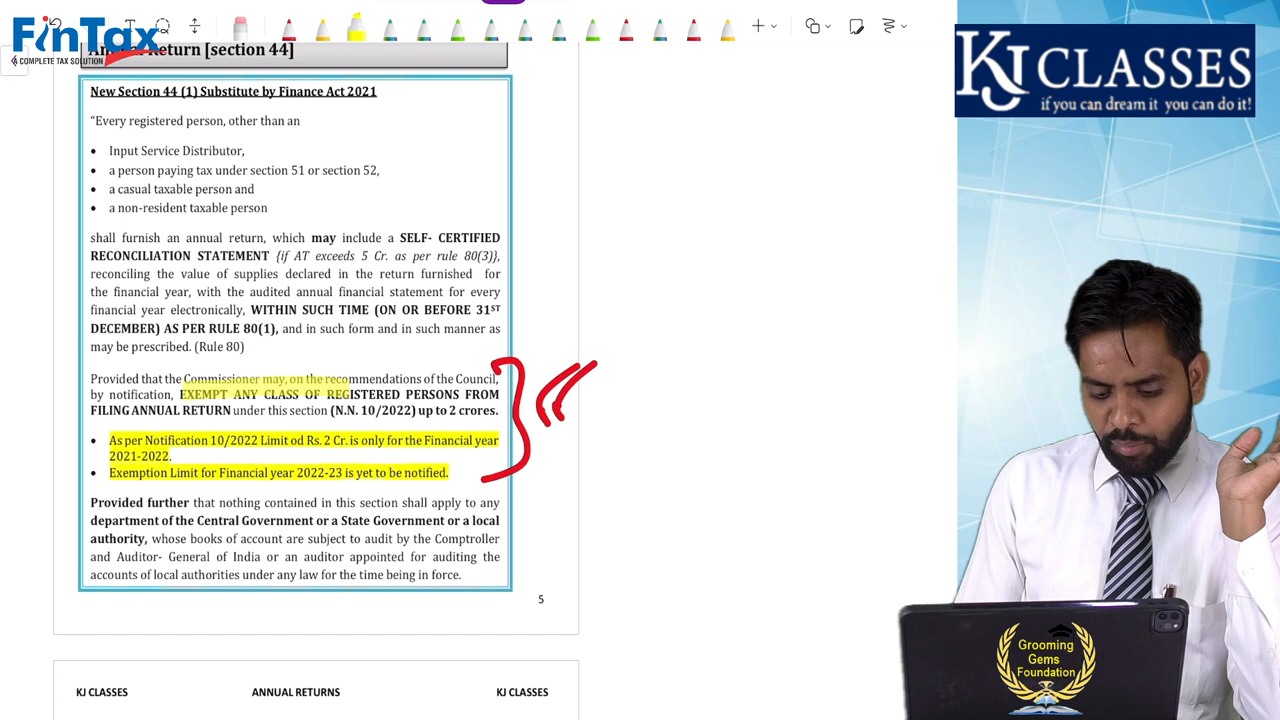 FinTax
A COMPLETE TAX SOLUTION
Annual Return [section 44]
New Section 44 (1) Substitute by Finance Act 2021
“Every registered person, other than an
• Input Service Distributor,
• a person paying tax under section 51 or section 52,
• a casual taxable person and
• a non-resident taxable person
shall furnish an annual return, which may include a SELF- CERTIFIED
RECONCILIATION STATEMENT {if AT exceeds 5 Cr. as per rule 80(3)},
reconciling the value of supplies declared in the return furnished for
the financial year, with the audited annual financial statement for every
financial year electronically, WITHIN SUCH TIME (ON OR BEFORE 31ST
DECEMBER) AS PER RULE 80(1), and in such form and in such manner as
may be prescribed. (Rule 80)
Provided that the Commissioner may, on the recommendations of the Council,
by notification, EXEMPT ANY CLASS OF REGISTERED PERSONS FROM
FILING ANNUAL RETURN under this section (N.N. 10/2022) up to 2 crores.
• As per Notification 10/2022 Limit od Rs. 2 Cr. is only for the Financial year
2021-2022.
• Exemption Limit for Financial year 2022-23 is yet to be notified.
Provided further that nothing contained in this section shall apply to any
department of the Central Government or a State Government or a local
authority, whose books of account are subject to audit by the Comptroller
and Auditor- General of India or an auditor appointed for auditing the
accounts of local authorities under any law for the time being in force.
5
KJ CLASSES ANNUAL RETURNS KJ CLASSES
KJ CLASSES
if you can dream it you can do it!
Grooming
Gems
Foundation